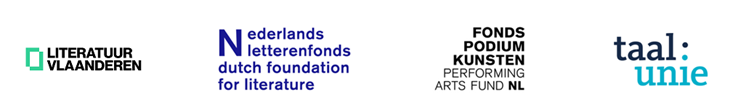 LITERATUUR
VLAANDEREN
Nederlands
letterenfonds
dutch foundation
for literature
FONDS
PODIUM
KUNSTEN
PERFORMING
ARTS FUND NL
taal:
unie